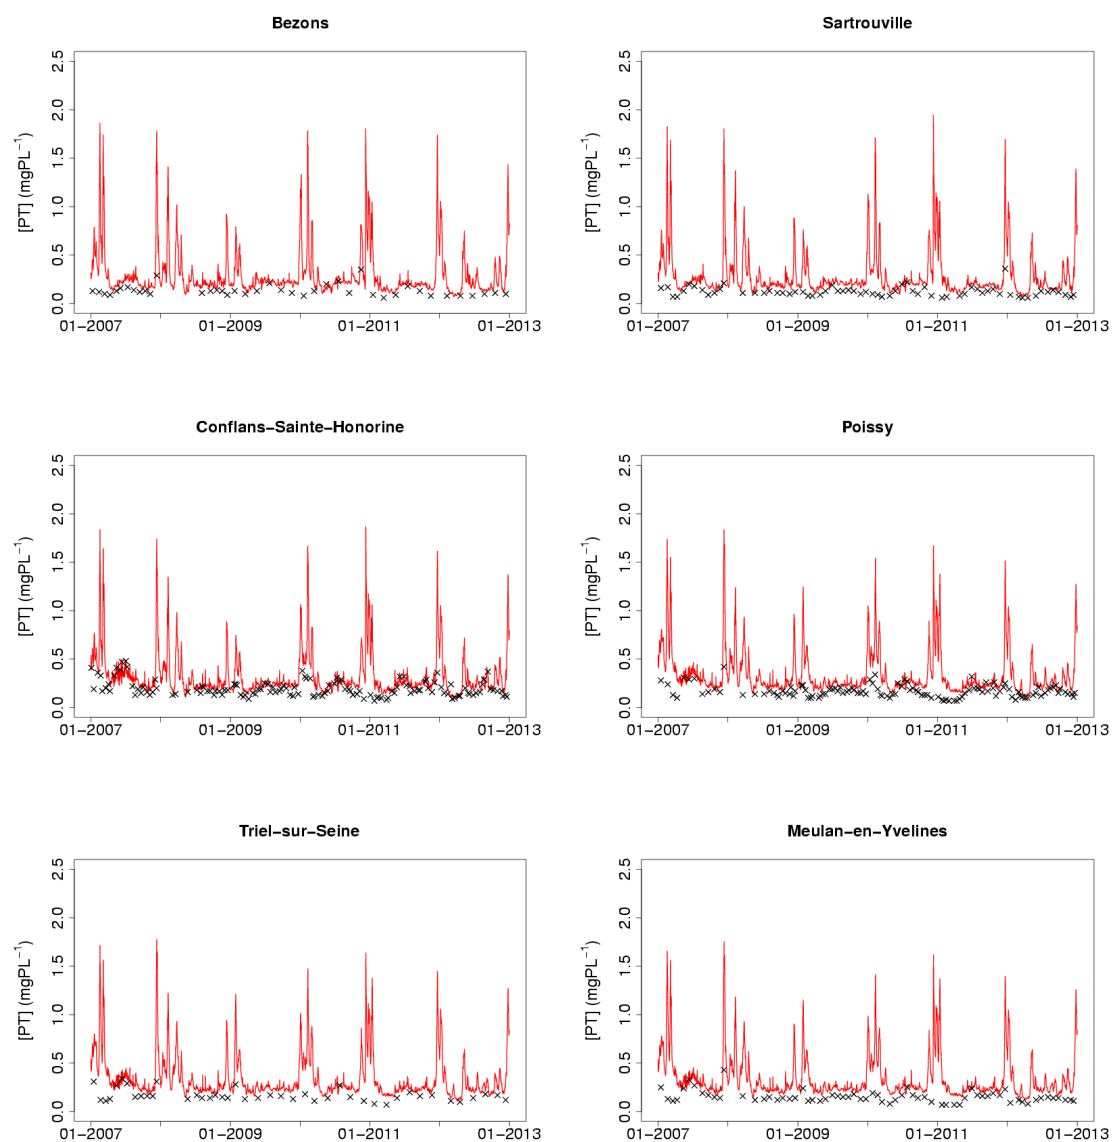 Bezons
Sartrouville
[PT] (mgPL⁻¹)
0.0 0.5 1.0 1.5 2.0 2.5
01−2007 01−2009 01−2011 01−2013
[PT] (mgPL⁻¹)
0.0 0.5 1.0 1.5 2.0 2.5
01−2007 01−2009 01−2011 01−2013
Conflans−Sainte−Honorine
Poissy
[PT] (mgPL⁻¹)
0.0 0.5 1.0 1.5 2.0 2.5
01−2007 01−2009 01−2011 01−2013
[PT] (mgPL⁻¹)
0.0 0.5 1.0 1.5 2.0 2.5
01−2007 01−2009 01−2011 01−2013
Triel−sur−Seine
Meulan−en−Yvelines
[PT] (mgPL⁻¹)
0.0 0.5 1.0 1.5 2.0 2.5
01−2007 01−2009 01−2011 01−2013
[PT] (mgPL⁻¹)
0.0 0.5 1.0 1.5 2.0 2.5
01−2007 01−2009 01−2011 01−2013